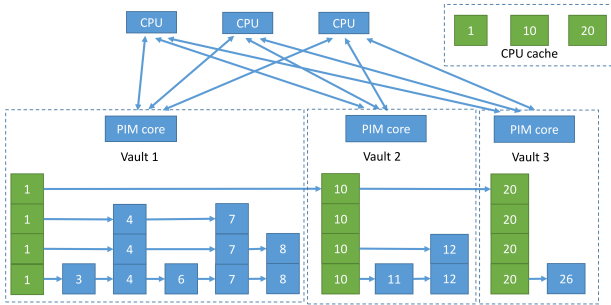 CPU CPU CPU
1 10 20
CPU cache
PIM core PIM core PIM core
Vault 1 Vault 2 Vault 3
1 10 20
1 4 7 10 20
1 4 7 8 10 12 20
1 3 4 6 7 8 10 11 12 20 26